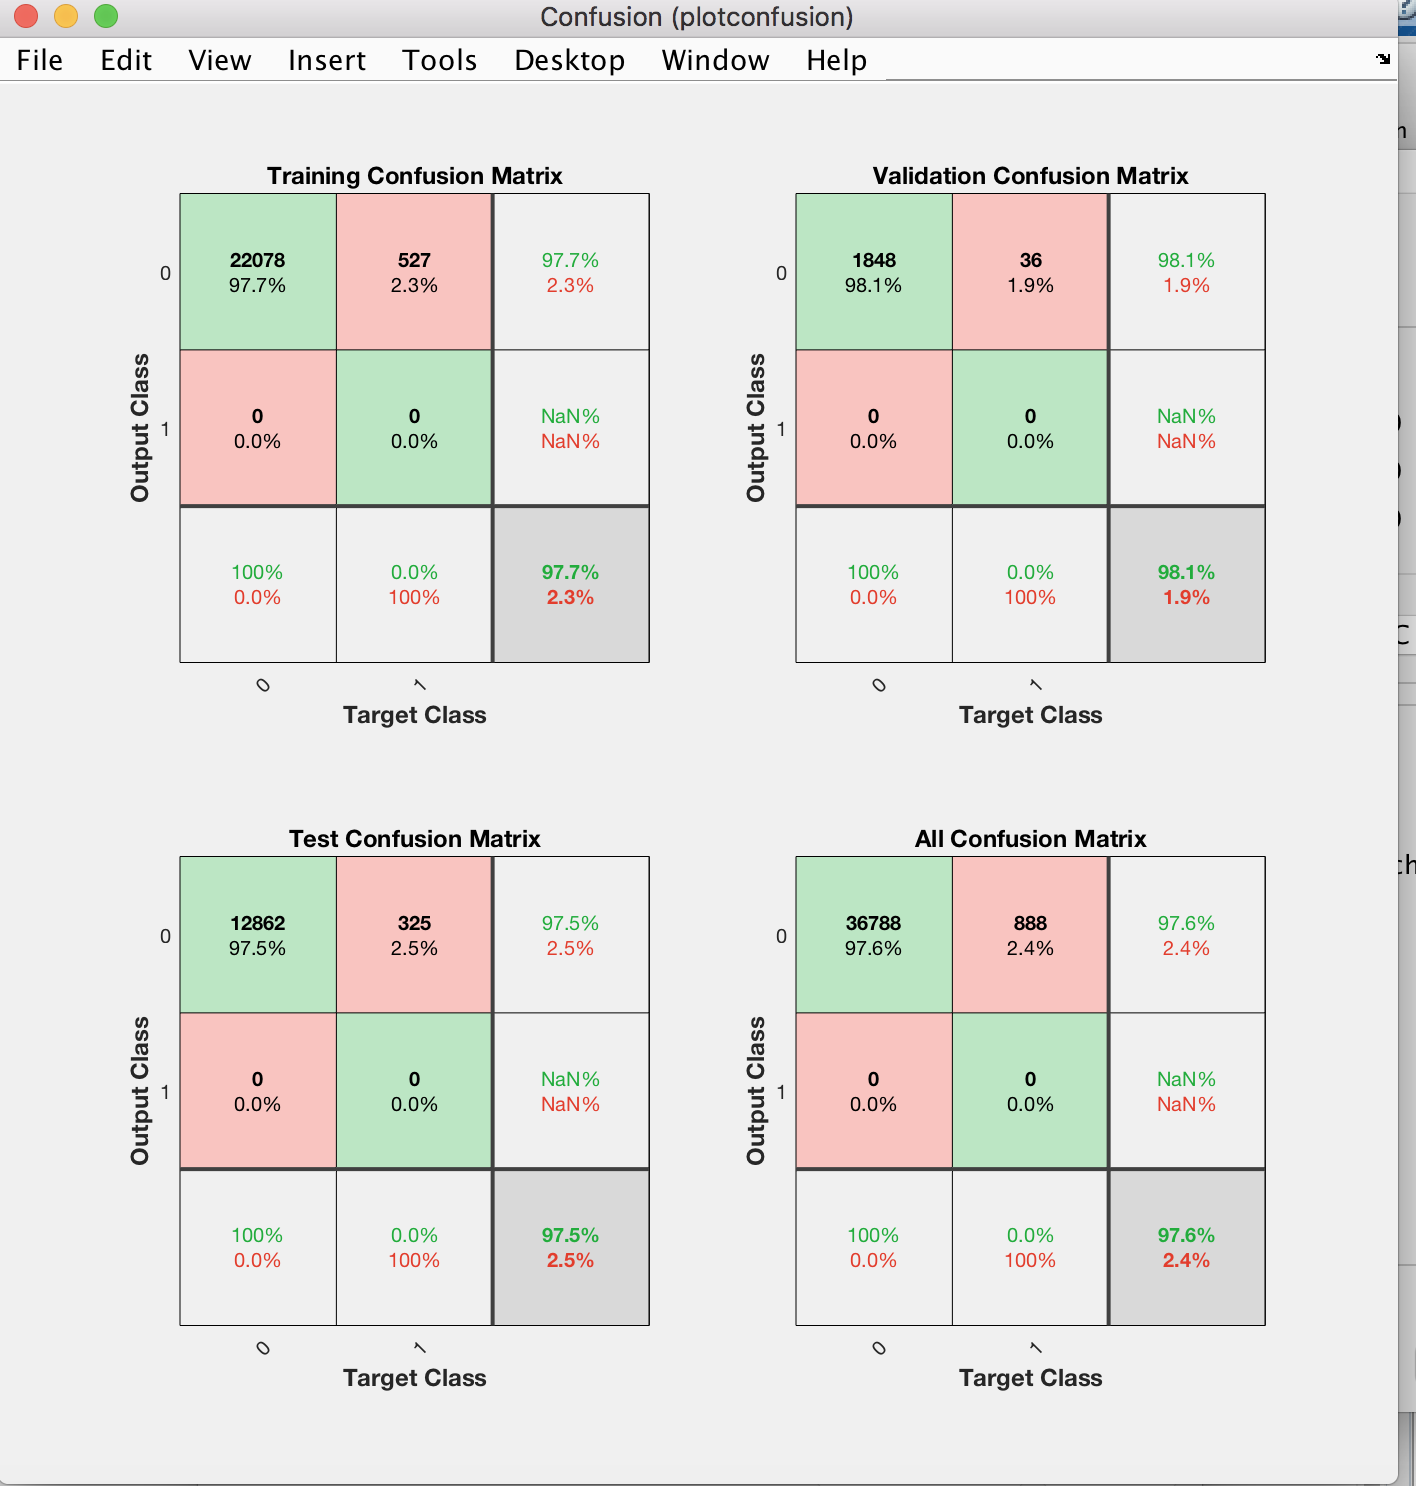 Confusion (plotconfusion)
File Edit View Insert Tools Desktop Window Help
Training Confusion Matrix
22078 527 97.7%
97.7% 2.3% 2.3%
0
0 0 NaN%
0.0% 0.0% NaN%
1
100% 0.0% 97.7%
0.0% 100% 2.3%
0 1
Output Class
Target Class
Validation Confusion Matrix
1848 36 98.1%
98.1% 1.9% 1.9%
0
0 0 NaN%
0.0% 0.0% NaN%
1
100% 0.0% 98.1%
0.0% 100% 1.9%
0 1
Output Class
Target Class
Test Confusion Matrix
12862 325 97.5%
97.5% 2.5% 2.5%
0
0 0 NaN%
0.0% 0.0% NaN%
1
100% 0.0% 97.5%
0.0% 100% 2.5%
0 1
Output Class
Target Class
All Confusion Matrix
36788 888 97.6%
97.6% 2.4% 2.4%
0
0 0 NaN%
0.0% 0.0% NaN%
1
100% 0.0% 97.6%
0.0% 100% 2.4%
0 1
Output Class
Target Class